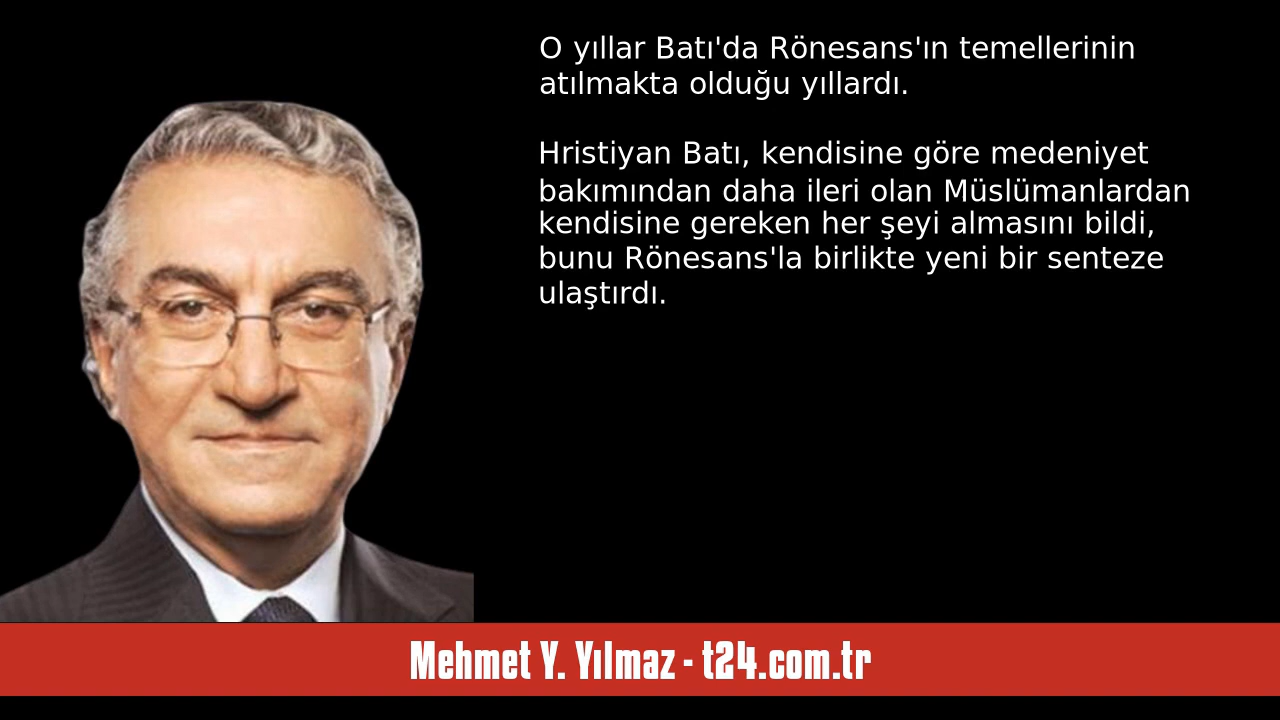 O yıllar Batı'da Rönesans'ın temellerinin
atılmakta olduğu yıllardı.
Hristiyan Batı, kendisine göre medeniyet
bakımından daha ileri olan Müslümanlardan
kendisine gereken her şeyi almasını bildi,
bunu Rönesans'la birlikte yeni bir senteze
ulaştırdı.
Mehmet Y. Yılmaz - t24.com.tr